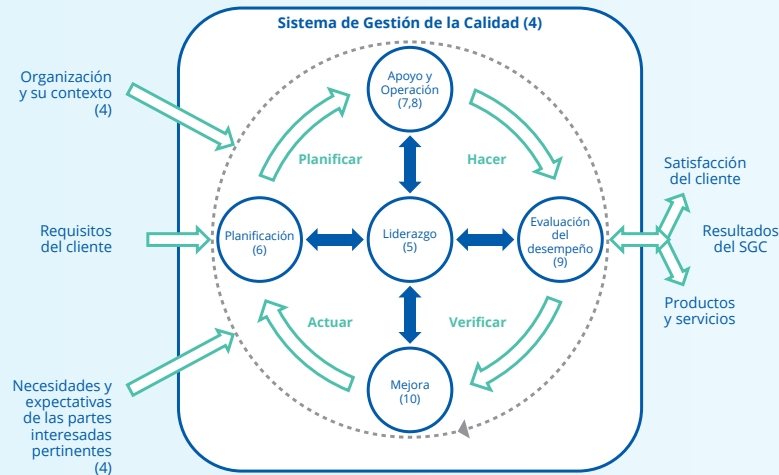 Sistema de Gestión de la Calidad (4)
Organización
y su contexto
(4)
Apoyo y
Operación
(7,8)
Planificar
Hacer
Satisfacción
del cliente
Requisitos
del cliente
Planificación
(6)
Liderazgo
(5)
Evaluación
del
desempeño
(9)
Resultados
del SGC
Actuar
Verificar
Productos
y servicios
Necesidades y
expectativas
de las partes
interesadas
pertinentes
(4)
Mejora
(10)